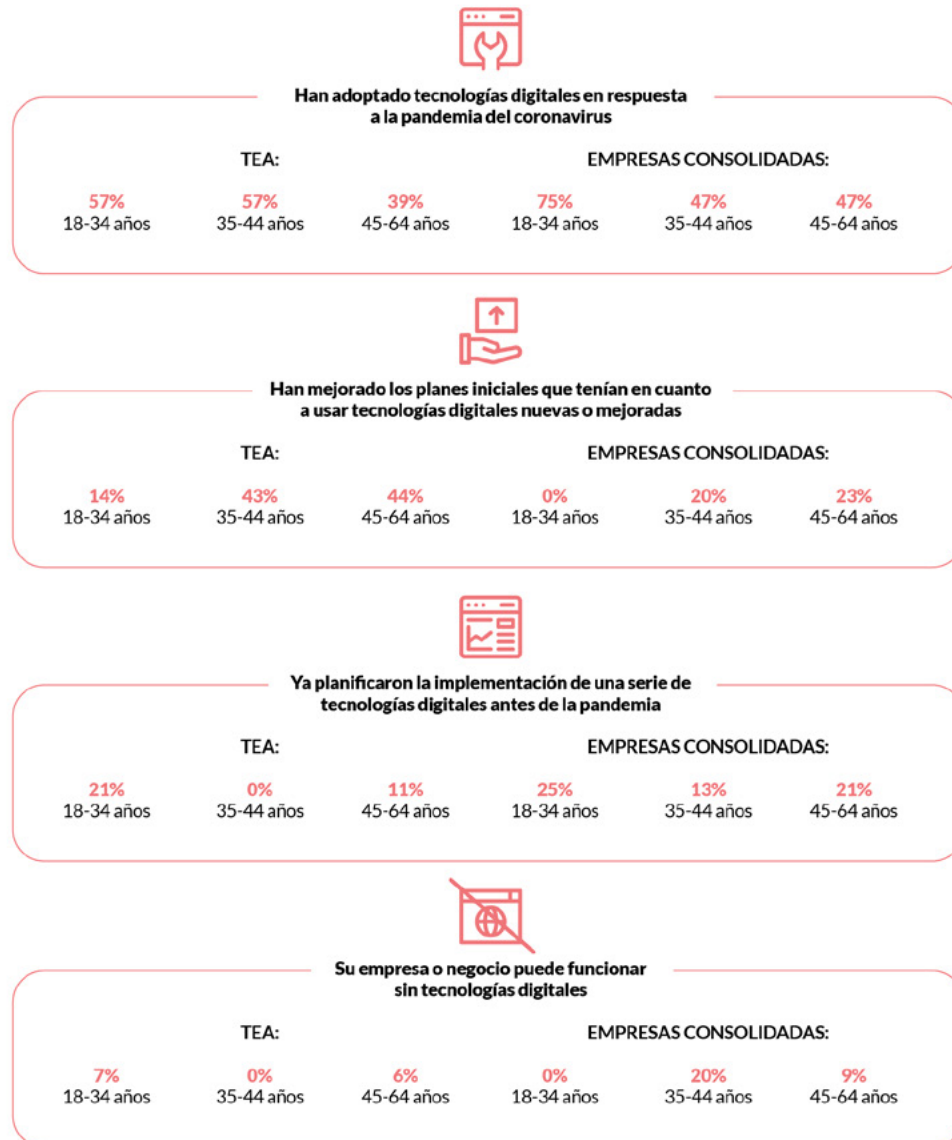 Han adoptado tecnologías digitales en respuesta
a la pandemia del coronavirus
TEA: EMPRESAS CONSOLIDADAS:
57% 57% 39% 75% 47% 47%
18-34 años 35-44 años 45-64 años 18-34 años 35-44 años 45-64 años
Han mejorado los planes iniciales que tenían en cuanto
a usar tecnologías digitales nuevas o mejoradas
TEA: EMPRESAS CONSOLIDADAS:
14% 43% 44% 0% 20% 23%
18-34 años 35-44 años 45-64 años 18-34 años 35-44 años 45-64 años
Ya planificaron la implementación de una serie de
tecnologías digitales antes de la pandemia
TEA: EMPRESAS CONSOLIDADAS:
21% 0% 11% 25% 13% 21%
18-34 años 35-44 años 45-64 años 18-34 años 35-44 años 45-64 años
Su empresa o negocio puede funcionar
sin tecnologías digitales
TEA: EMPRESAS CONSOLIDADAS:
7% 0% 6% 0% 20% 9%
18-34 años 35-44 años 45-64 años 18-34 años 35-44 años 45-64 años